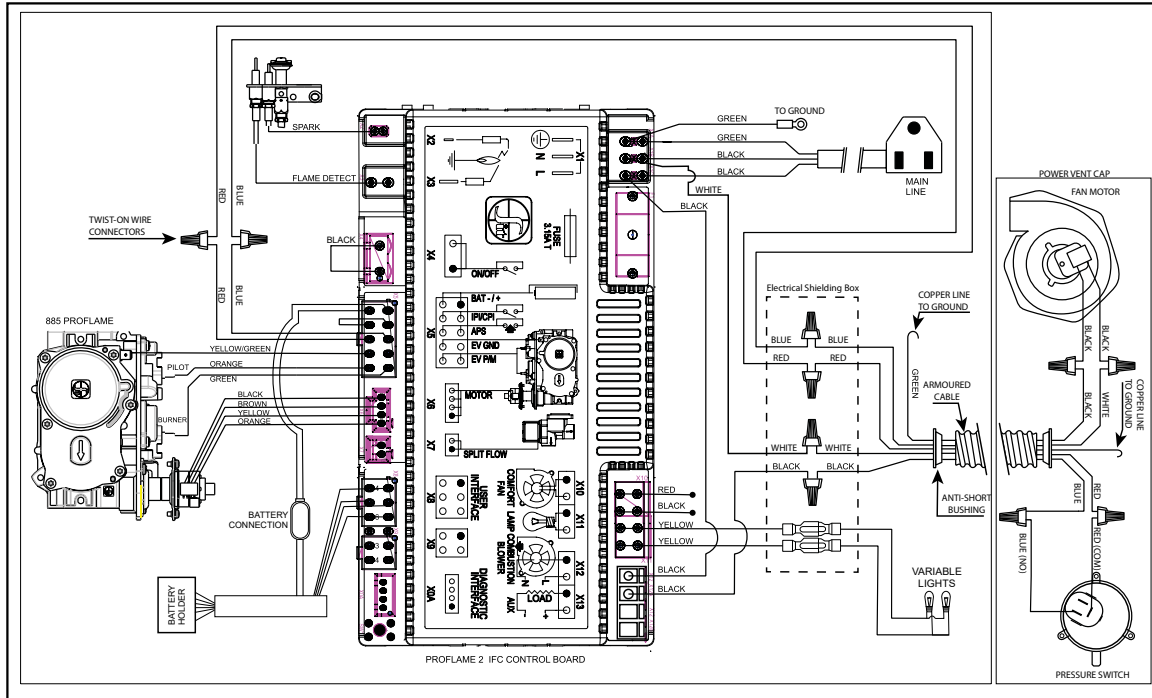 SPARK
FLAME DETECT
RED
BLUE
TWIST-ON WIRE
CONNECTORS
RED
BLUE
BLACK
885 PROFLAME
YELLOW/GREEN
PILOT
ORANGE
GREEN
BLACK
BROWN
YELLOW
ORANGE
BURNER
BATTERY
CONNECTION
BATTERY
HOLDER
X2
X3
X1
N
L
FUSE
3.15A T
X4
ON/OFF
BAT - / +
IPI/CPI
X5
APS
EV GND
EV P/M
X6
MOTOR
X7
SPLIT FLOW
X8
USER
INTERFACE
X9
DIAGNOSTIC
INTERFACE
X0A
COMFORT
FAN
X10
LAMP
X11
COMBUSTION
BLOWER
N
L
X12
AUX
LOAD
- +
X13
PROFLAME 2 IFC CONTROL BOARD
GREEN
TO GROUND
GREEN
BLACK
BLACK
WHITE
BLACK
MAIN
LINE
Electrical Shielding Box
BLUE
BLUE
RED
RED
WHITE
WHITE
BLACK
BLACK
X10
RED
BLACK
YELLOW
YELLOW
BLACK
BLACK
VARIABLE
LIGHTS
COPPER LINE
TO GROUND
GREEN
ARMOURED
CABLE
ANTI-SHORT
BUSHING
POWER VENT CAP
FAN MOTOR
BLACK
BLACK
BLACK
WHITE
COPPER LINE
TO GROUND
BLUE
RED
BLUE (NO)
RED (COM)
PRESSURE SWITCH